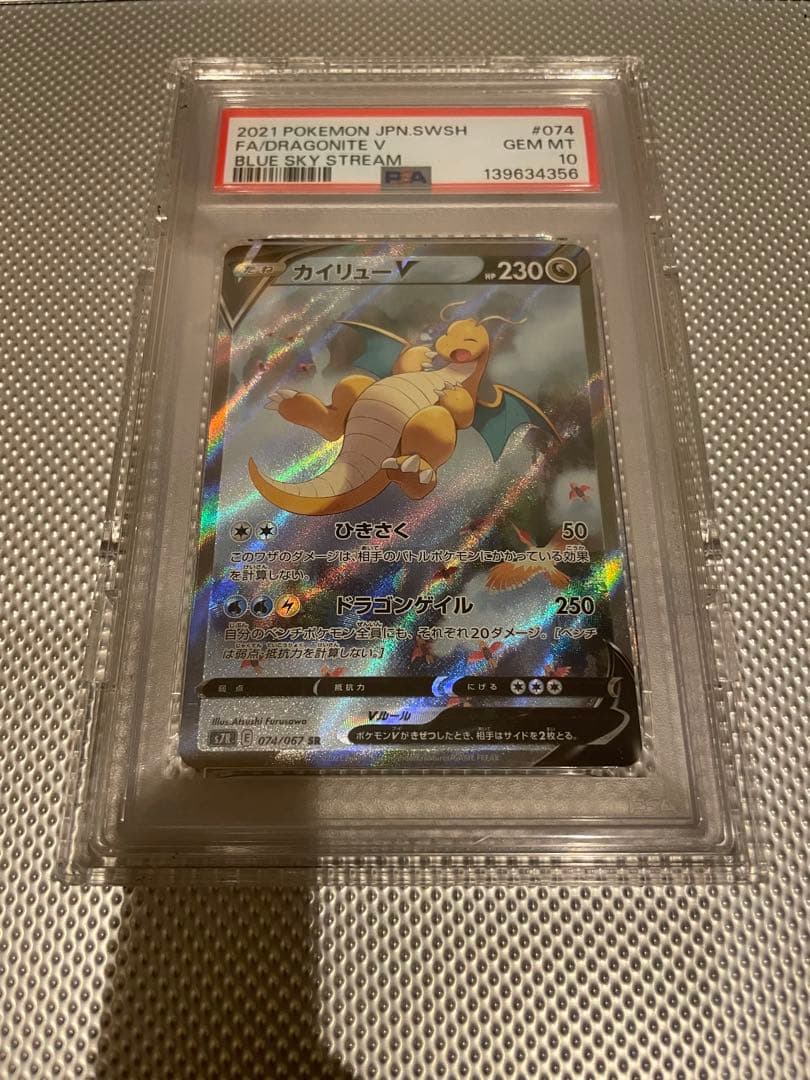 2021 POKEMON JPN.SWSH #074
FA/DRAGONITE V GEM MT
BLUE SKY STREAM 10
PSA 139634356
たね カイリューV HP 230
ひきさく 50
このワザのダメージは、相手のバトルポケモンにかかっている効果
を計算しない。
ドラゴンゲイル 250
自分のベンチポケモン全員にも、それぞれ20ダメージ。[ベンチ
は弱点・抵抗力を計算しない。]
弱点 抵抗力 にげる
Illus. Atsushi Furusawa
Vルール
s7R E 074/067 SR
ポケモンVがきぜつしたとき、相手はサイドを2枚とる。